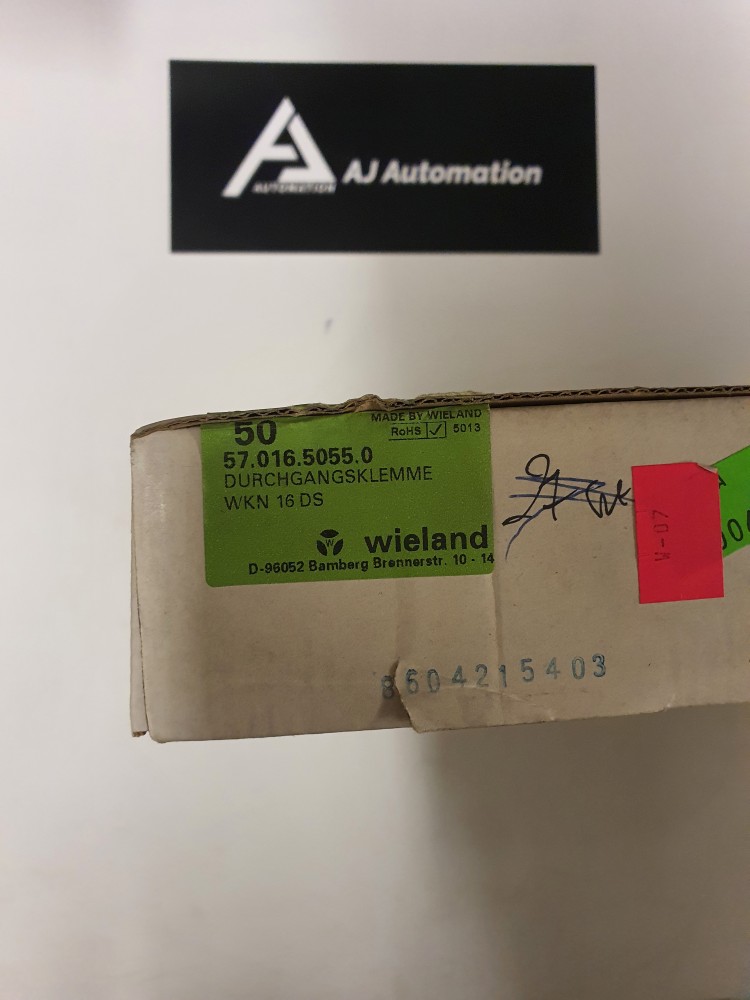 AUTOMATION
AJ Automation
50
MADE BY WIELAND
RoHS 5013
57.016.5055.0
DURCHGANGSKLEMME
WKN 16 DS
W
wieland
D-96052 Bamberg Brennerstr. 10 - 14
V-07
8604215403